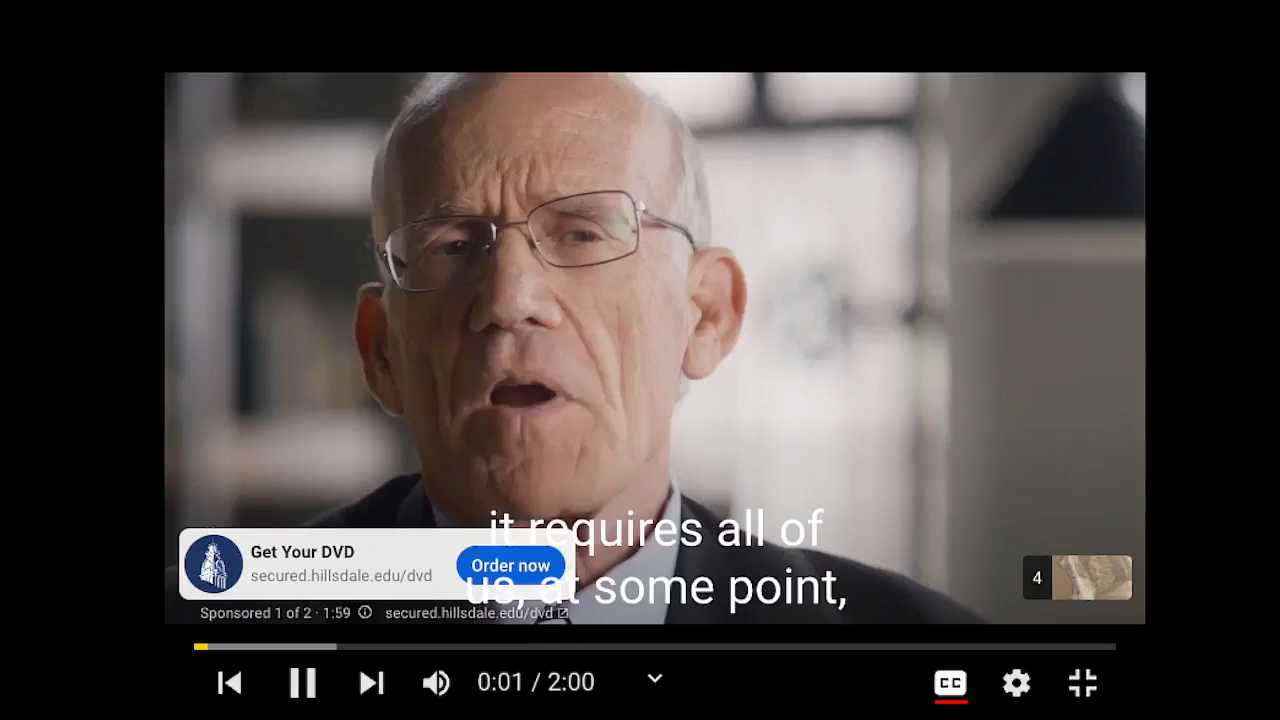 it requires all of
us, at some point,
Get Your DVD
secured.hillsdale.edu/dvd
Order now
4
Sponsored 1 of 2 · 1:59
secured.hillsdale.edu/dvd
0:01 / 2:00
CC